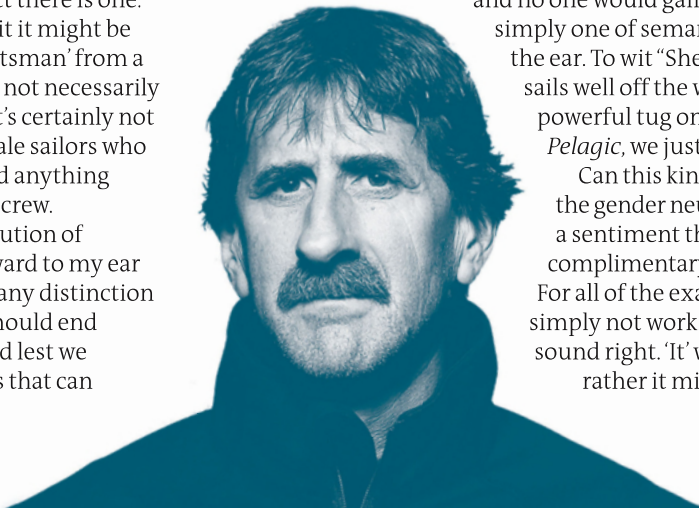 ct there is one.
it it might be
tsman’ from a
not necessarily
t’s certainly not
ale sailors who
d anything
crew.
ution of
ward to my ear
any distinction
hould end
d lest we
s that can
and no one would gain
simply one of seman
the ear. To wit “She
sails well off the w
powerful tug on
Pelagic, we just
Can this kin
the gender neu
a sentiment th
complimentary
For all of the exa
simply not work
sound right. ‘It’ w
rather it mi